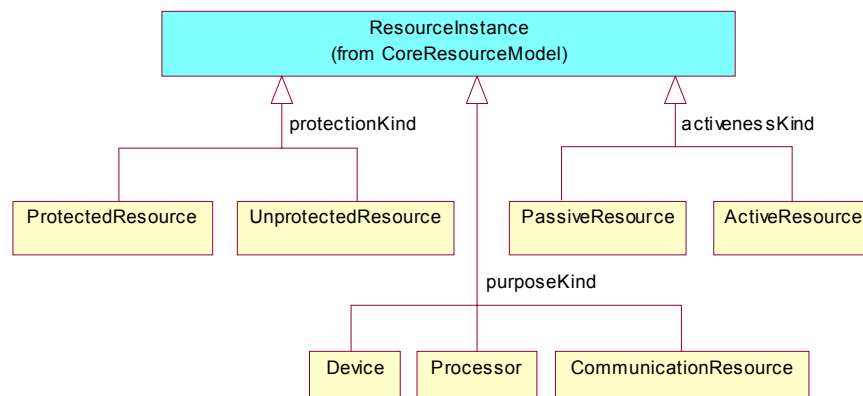 ResourceInstance
(from CoreResourceModel)
protectionKind
activenessKind
ProtectedResource
UnprotectedResource
PassiveResource
ActiveResource
purposeKind
Device
Processor
CommunicationResource